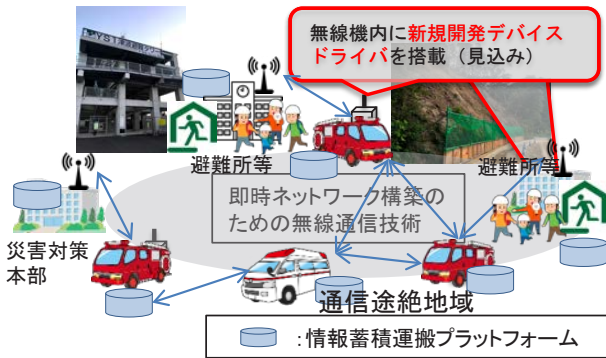 無線機内に新規開発デバイス
ドライバを搭載（見込み）
避難所等
避難所等
即時ネットワーク構築の
ための無線通信技術
災害対策
本部
通信途絶地域
：情報蓄積運搬プラットフォーム